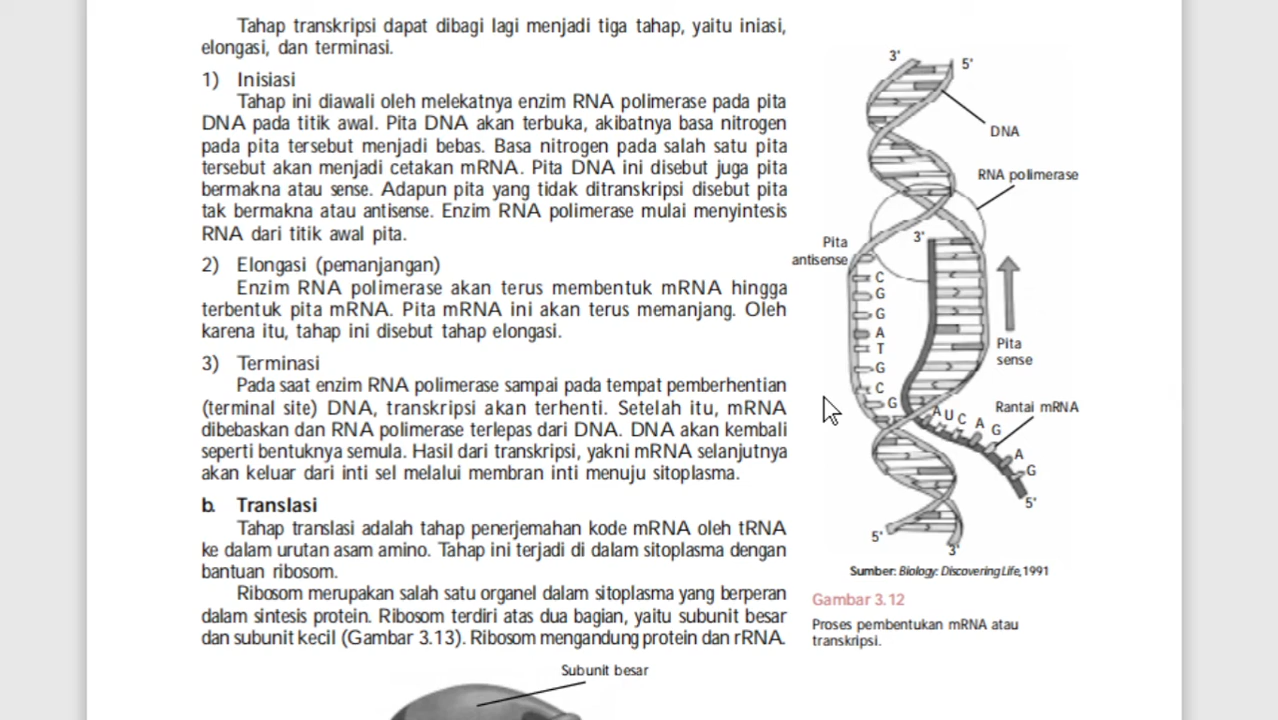 Tahap transkripsi dapat dibagi lagi menjadi tiga tahap, yaitu iniasi,
elongasi, dan terminasi.
1) Inisiasi
Tahap ini diawali oleh melekatnya enzim RNA polimerase pada pita
DNA pada titik awal. Pita DNA akan terbuka, akibatnya basa nitrogen
pada pita tersebut menjadi bebas. Basa nitrogen pada salah satu pita
tersebut akan menjadi cetakan mRNA. Pita DNA ini disebut juga pita
bermakna atau sense. Adapun pita yang tidak ditranskripsi disebut pita
tak bermakna atau antisense. Enzim RNA polimerase mulai menyintesis
RNA dari titik awal pita.
2) Elongasi (pemanjangan)
Enzim RNA polimerase akan terus membentuk mRNA hingga
terbentuk pita mRNA. Pita mRNA ini akan terus memanjang. Oleh
karena itu, tahap ini disebut tahap elongasi.
3) Terminasi
Pada saat enzim RNA polimerase sampai pada tempat pemberhentian
(terminal site) DNA, transkripsi akan terhenti. Setelah itu, mRNA
dibebaskan dan RNA polimerase terlepas dari DNA. DNA akan kembali
seperti bentuknya semula. Hasil dari transkripsi, yakni mRNA selanjutnya
akan keluar dari inti sel melalui membran inti menuju sitoplasma.
b. Translasi
Tahap translasi adalah tahap penerjemahan kode mRNA oleh tRNA
ke dalam urutan asam amino. Tahap ini terjadi di dalam sitoplasma dengan
bantuan ribosom.
Ribosom merupakan salah satu organel dalam sitoplasma yang berperan
dalam sintesis protein. Ribosom terdiri atas dua bagian, yaitu subunit besar
dan subunit kecil (Gambar 3.13). Ribosom mengandung protein dan rRNA.
Subunit besar
3'
5'
DNA
RNA polimerase
Pita
antisense
3'
C
G
G
A
T
G
C
G
Pita
sense
Rantai mRNA
A U C A G
A
G
5'
5'
3'
Sumber: Biology: Discovering Life, 1991
Gambar 3.12
Proses pembentukan mRNA atau
transkripsi.